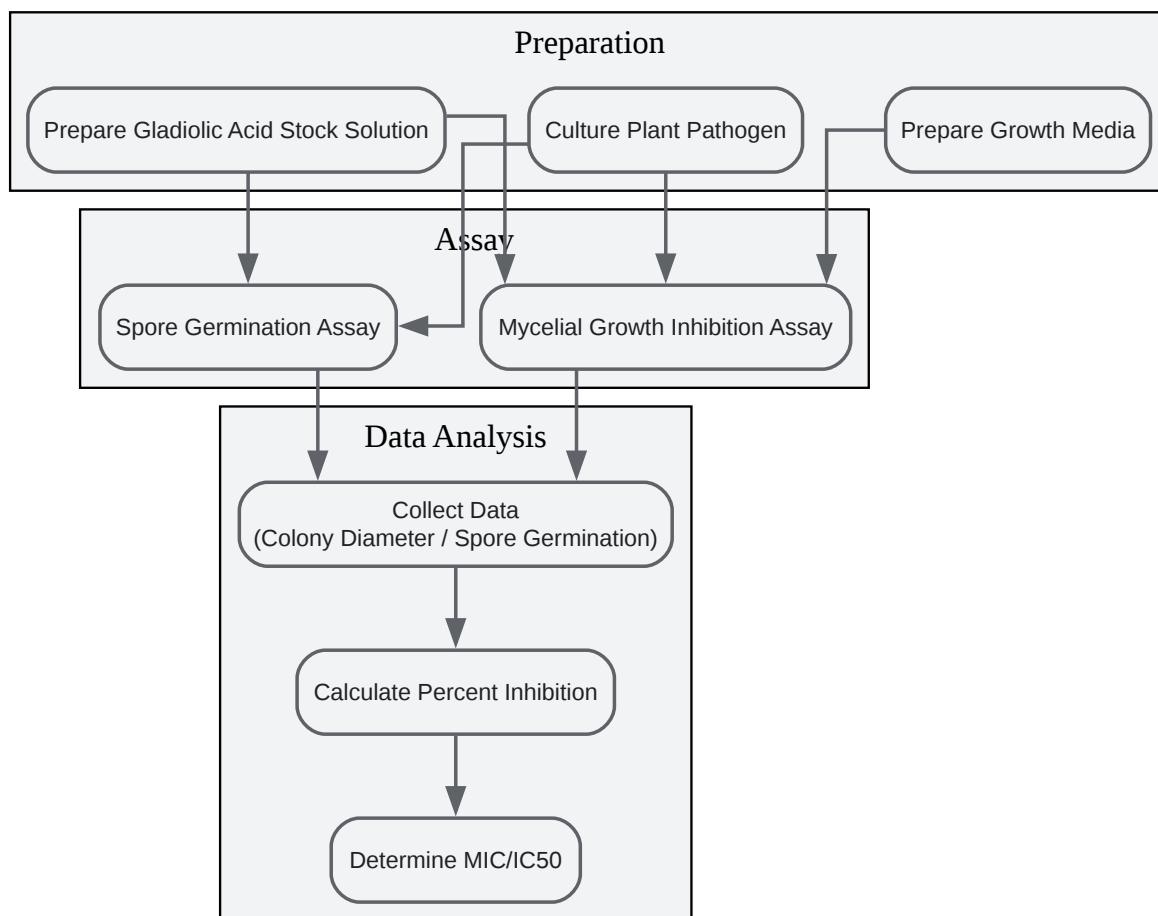 Preparation
Prepare Gladiolic Acid Stock Solution
Culture Plant Pathogen
Prepare Growth Media
Assay
Spore Germination Assay
Mycelial Growth Inhibition Assay
Data Analysis
Collect Data
(Colony Diameter / Spore Germination)
Calculate Percent Inhibition
Determine MIC/IC50